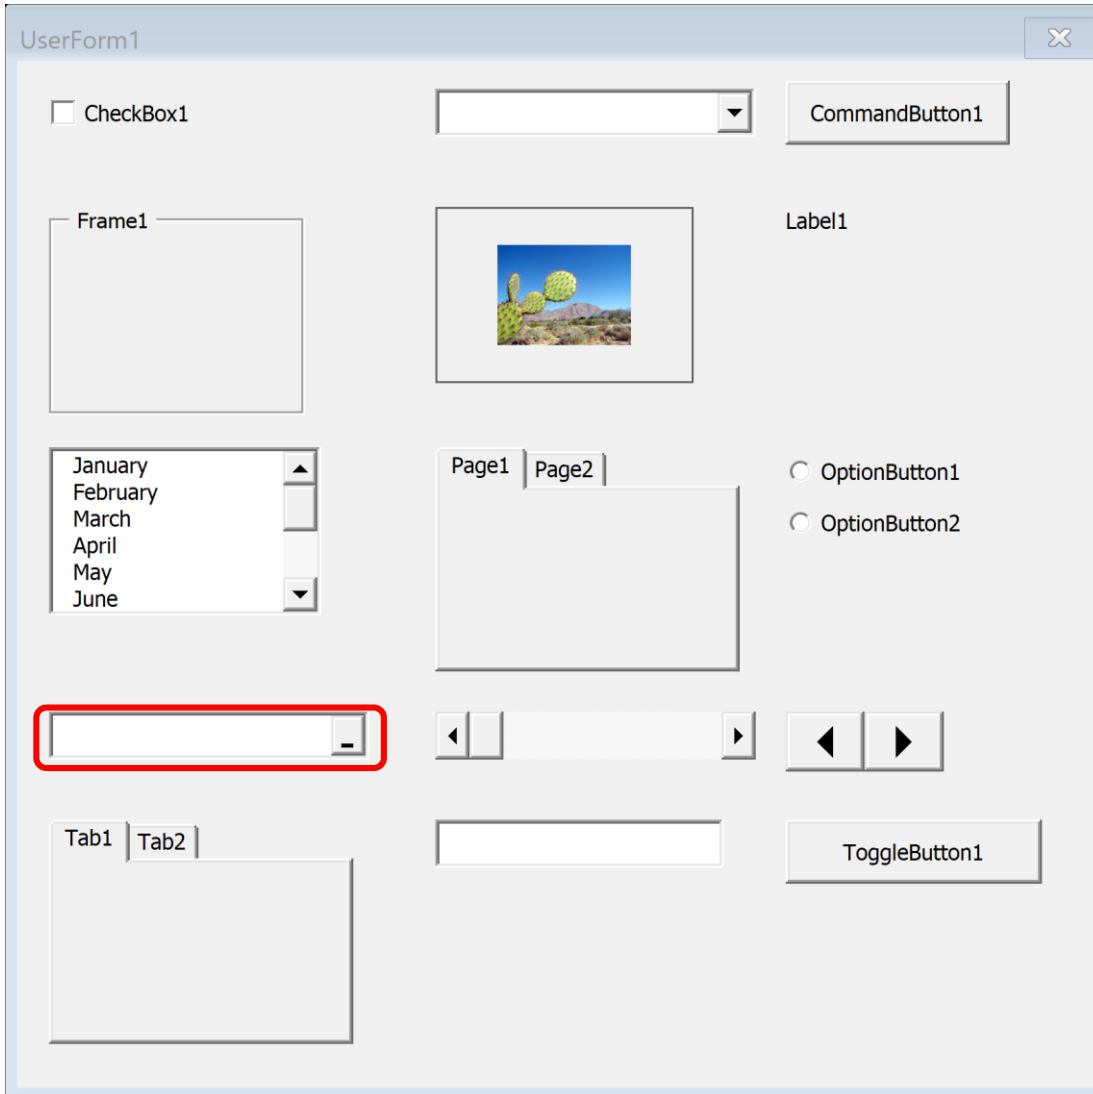 UserForm1
CheckBox1
CommandButton1
Frame1
Label1
January
February
March
April
May
June
Page1 Page2
OptionButton1
OptionButton2
Tab1 Tab2
ToggleButton1